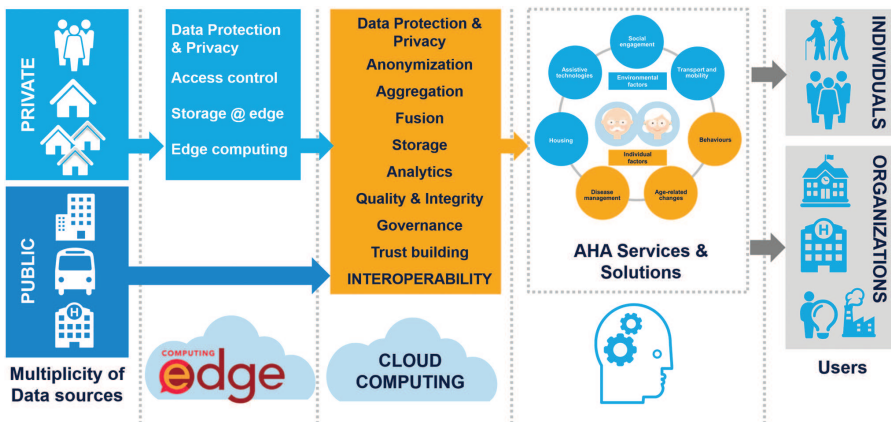 PRIVATE
PUBLIC
Multiplicity of
Data sources
Data Protection
& Privacy
Access control
Storage @ edge
Edge computing
COMPUTING
edge
Data Protection &
Privacy
Anonymization
Aggregation
Fusion
Storage
Analytics
Quality & Integrity
Governance
Trust building
INTEROPERABILITY
CLOUD
COMPUTING
Social
engagement
Assistive
technologies
Environmental
factors
Transport and
mobility
Housing
Behaviours
Individual
factors
Disease
management
Age-related
changes
AHA Services &
Solutions
INDIVIDUALS
ORGANIZATIONS
H
H
Users